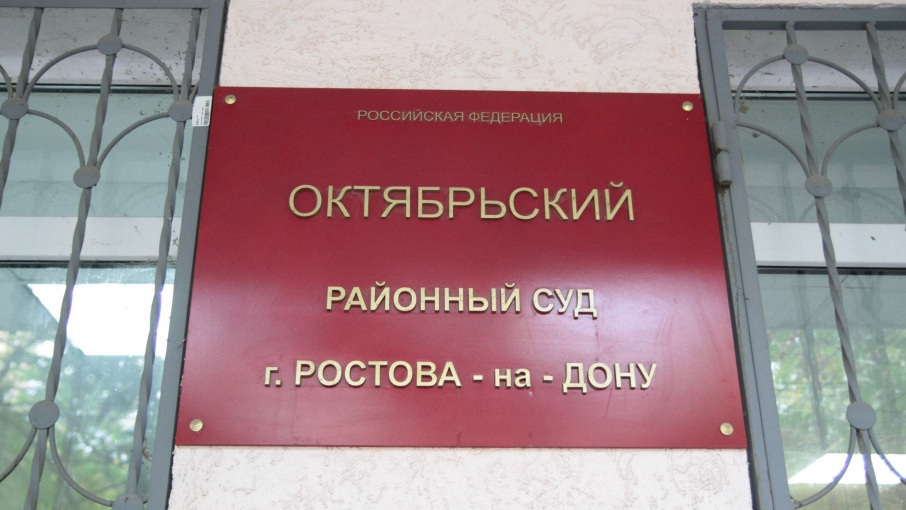 РОССИЙСКАЯ ФЕДЕРАЦИЯ
ОКТЯБРЬСКИЙ
РАЙОННЫЙ СУД
г. РОСТОВА - на - ДОНУ